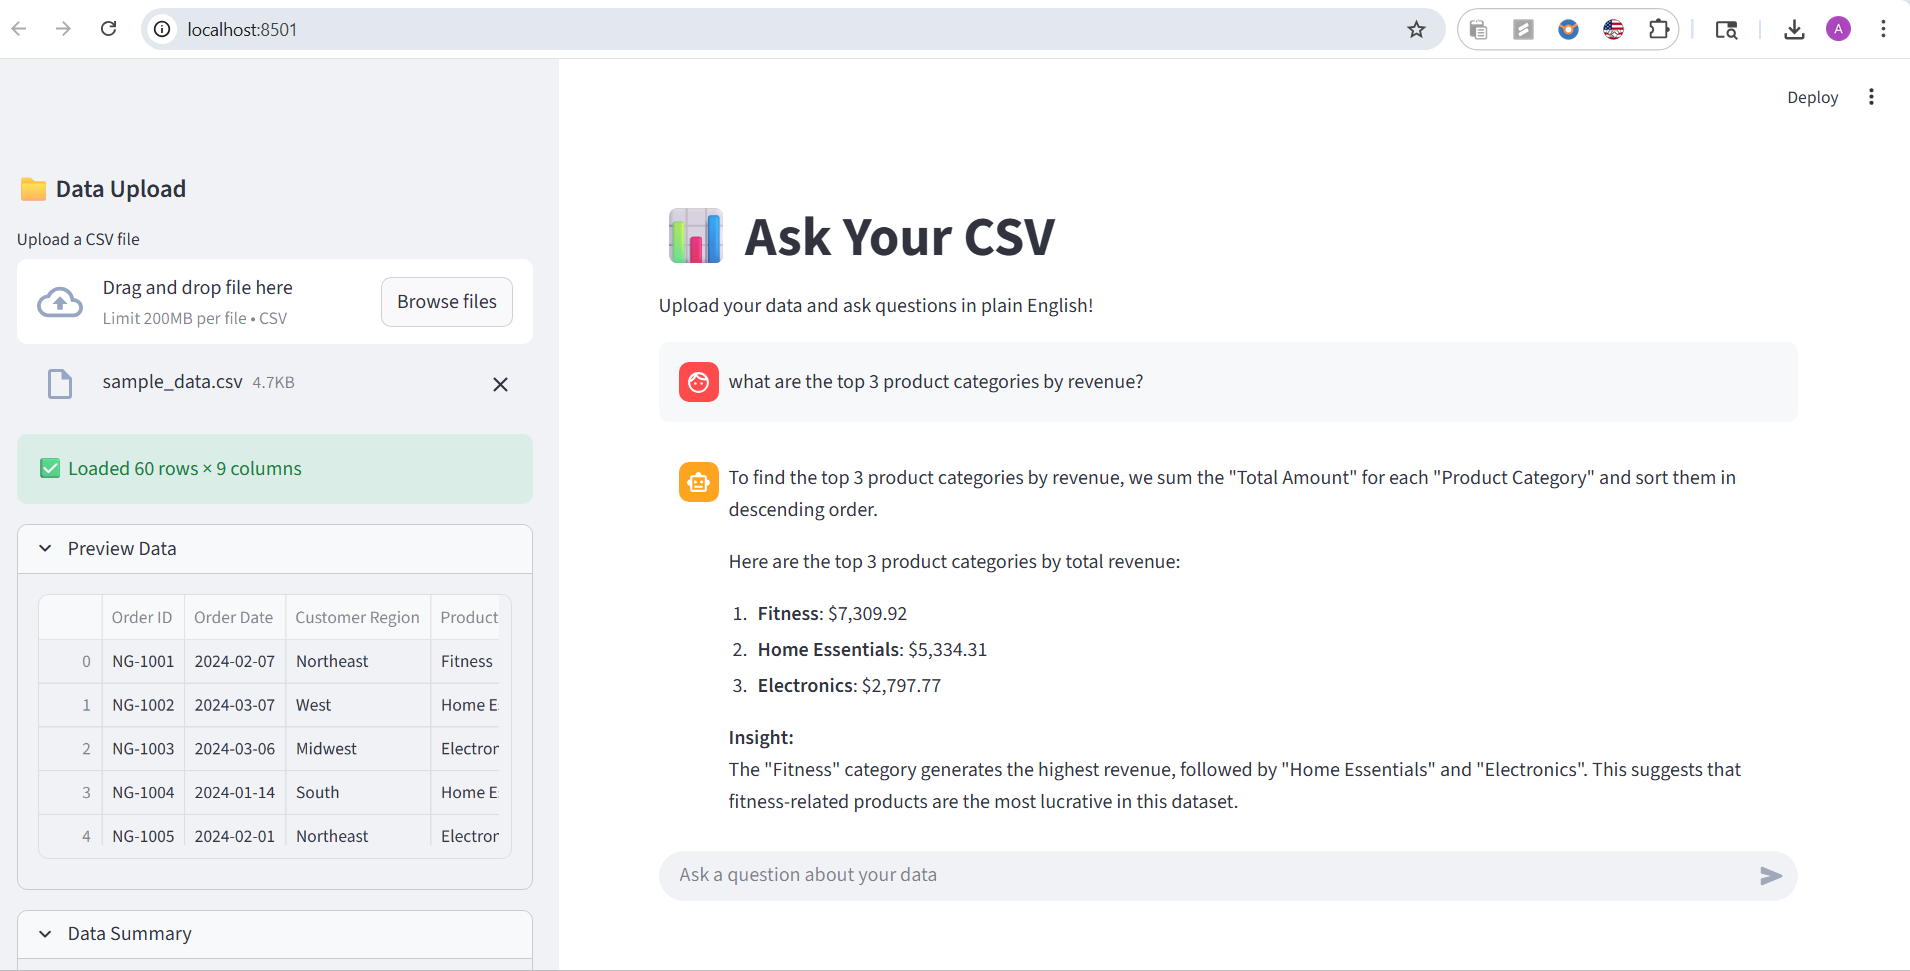 localhost:8501
A
Deploy
Data Upload
Upload a CSV file
Drag and drop file here
Limit 200MB per file • CSV
Browse files
sample_data.csv 4.7KB
Loaded 60 rows × 9 columns
Preview Data
Order ID Order Date Customer Region Product
0 NG-1001 2024-02-07 Northeast Fitness
1 NG-1002 2024-03-07 West Home E
2 NG-1003 2024-03-06 Midwest Electror
3 NG-1004 2024-01-14 South Home E
4 NG-1005 2024-02-01 Northeast Electror
Data Summary
Ask Your CSV
Upload your data and ask questions in plain English!
what are the top 3 product categories by revenue?
To find the top 3 product categories by revenue, we sum the "Total Amount" for each "Product Category" and sort them in
descending order.
Here are the top 3 product categories by total revenue:
1. Fitness: $7,309.92
2. Home Essentials: $5,334.31
3. Electronics: $2,797.77
Insight:
The "Fitness" category generates the highest revenue, followed by "Home Essentials" and "Electronics". This suggests that
fitness-related products are the most lucrative in this dataset.
Ask a question about your data